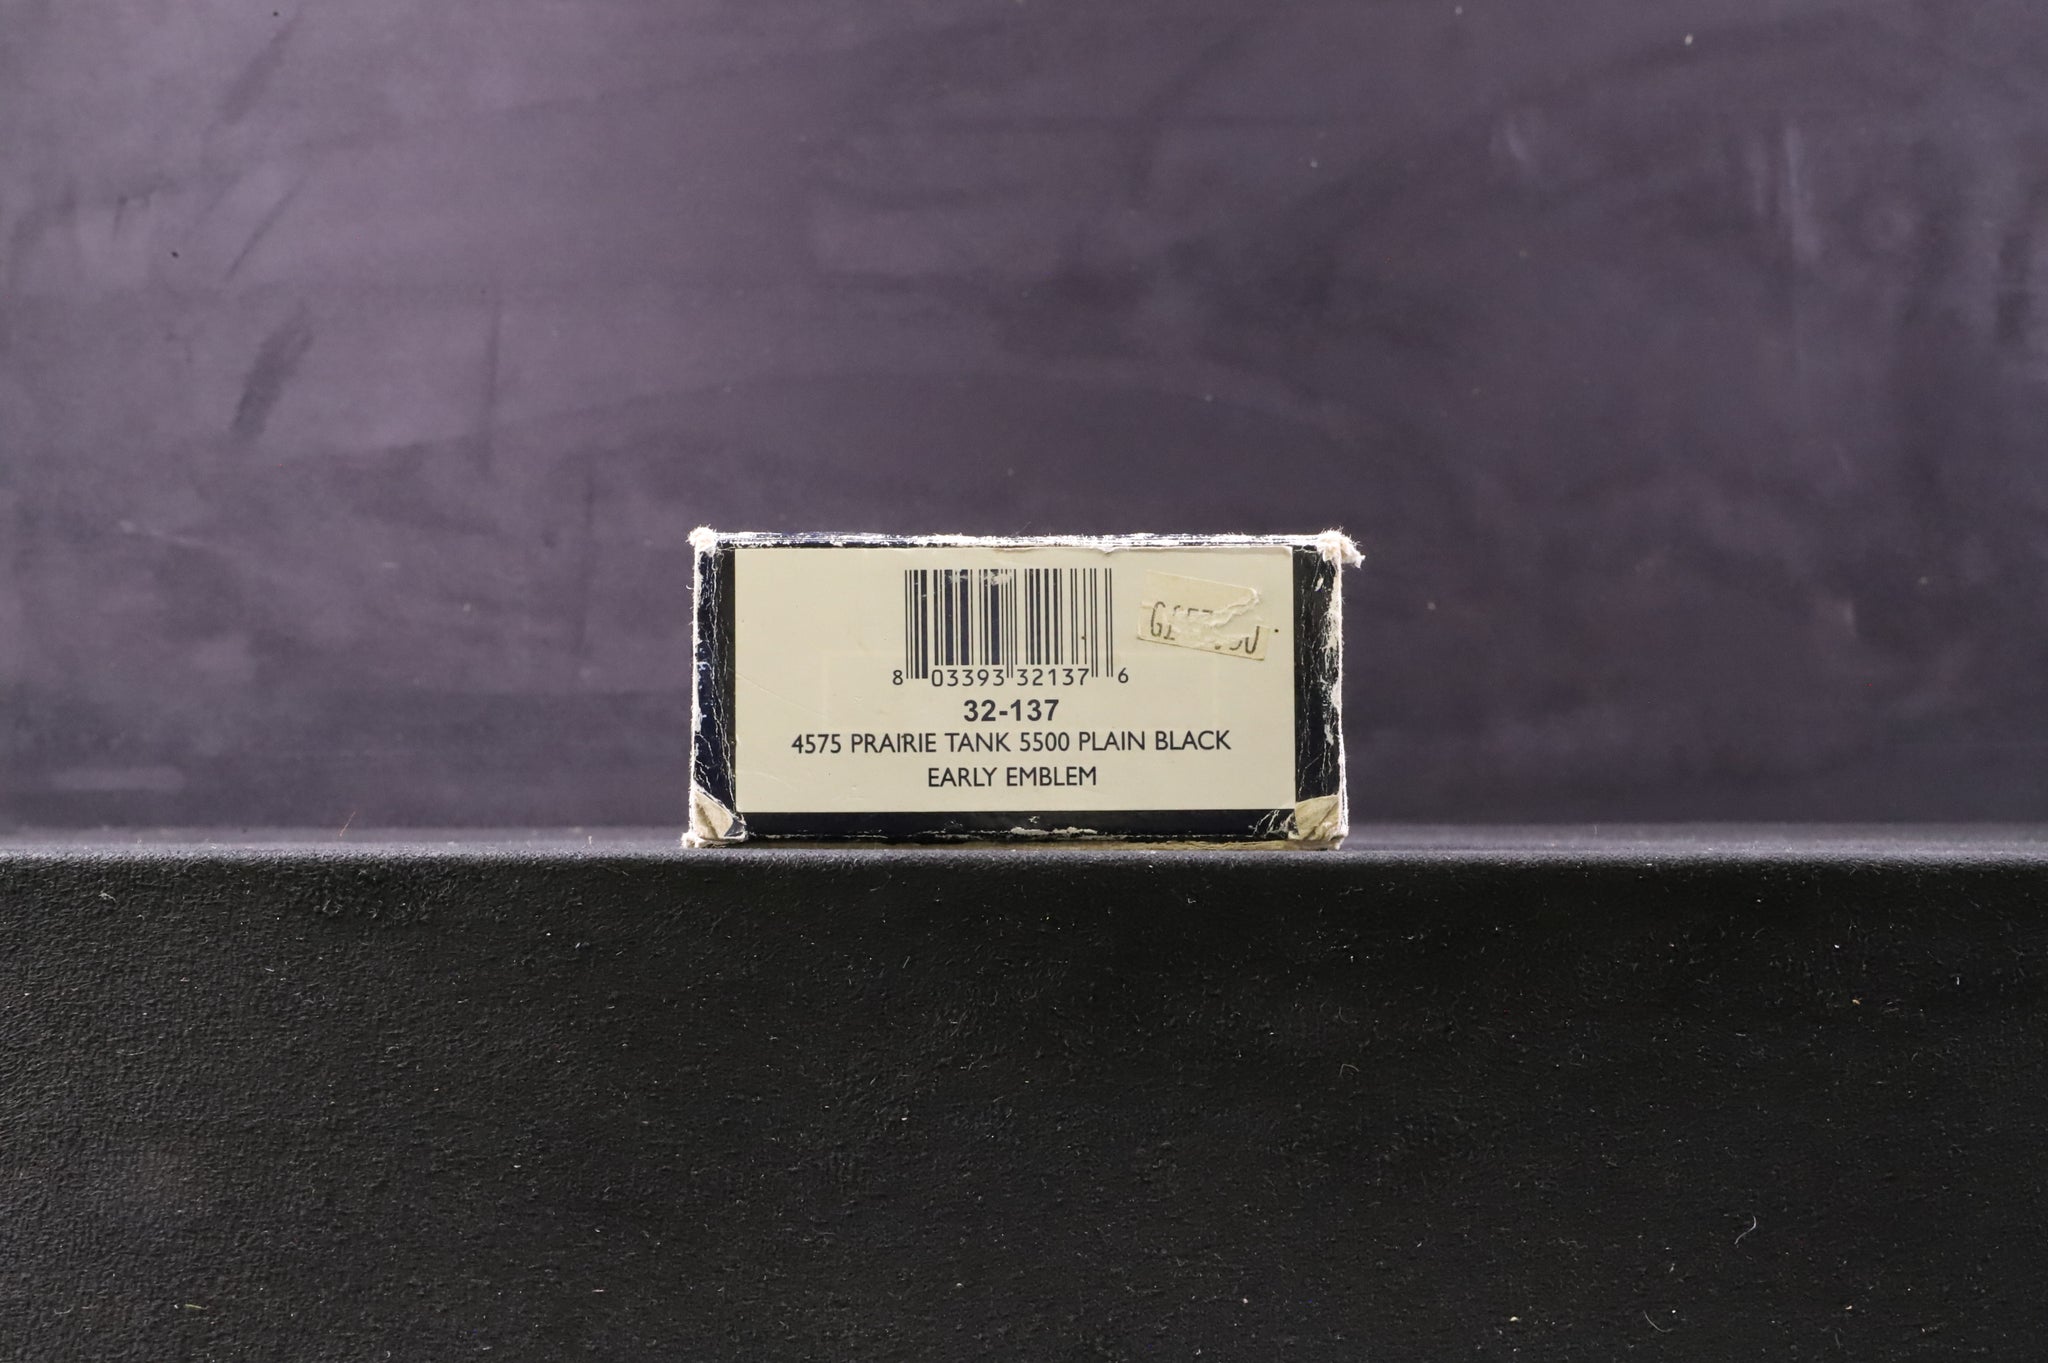 8 03393 32137 6
32-137
4575 PRAIRIE TANK 5500 PLAIN BLACK
EARLY EMBLEM